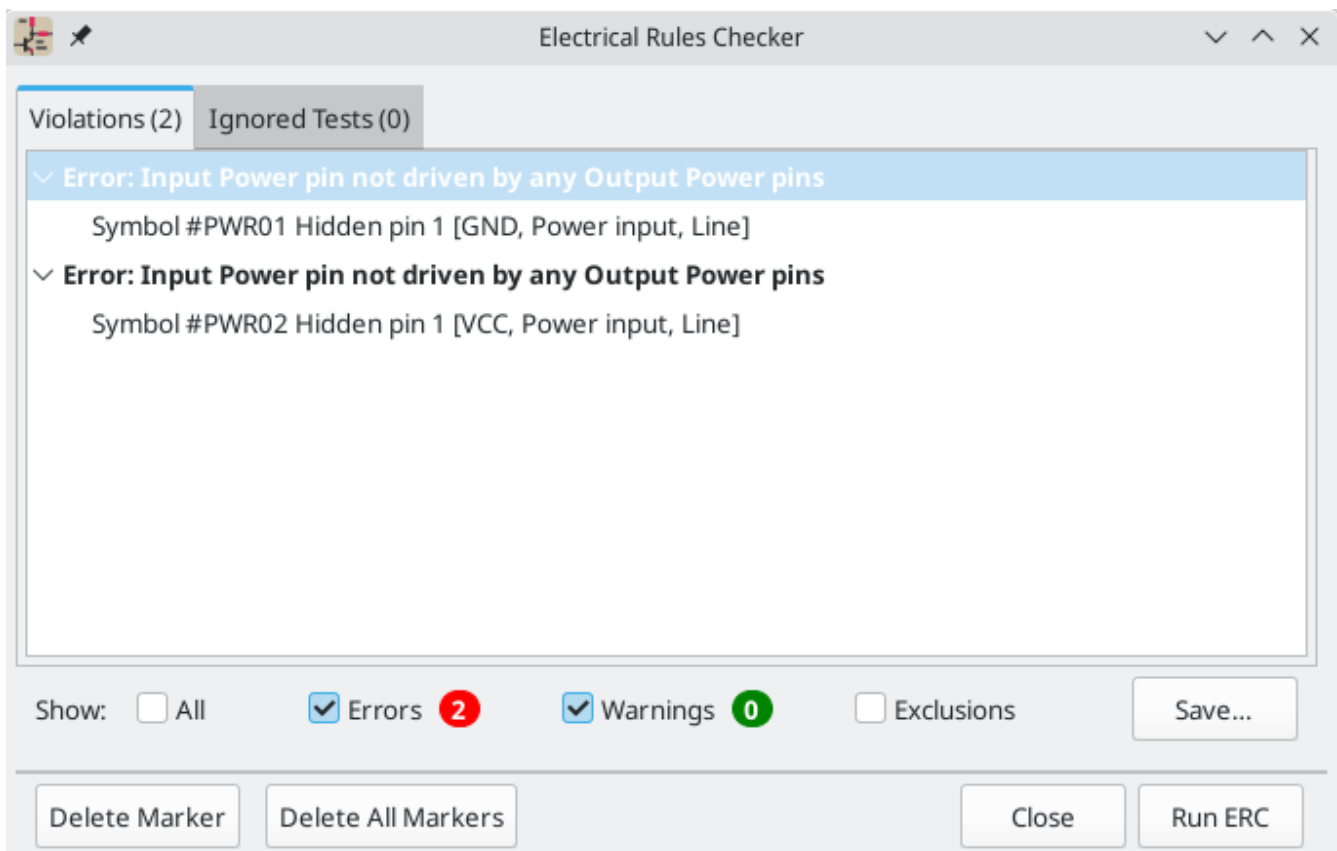 Electrical Rules Checker
Violations (2) Ignored Tests (0)
Error: Input Power pin not driven by any Output Power pins
Symbol #PWR01 Hidden pin 1 [GND, Power input, Line]
Error: Input Power pin not driven by any Output Power pins
Symbol #PWR02 Hidden pin 1 [VCC, Power input, Line]
Show: All Errors 2 Warnings 0 Exclusions Save...
Delete Marker Delete All Markers Close Run ERC